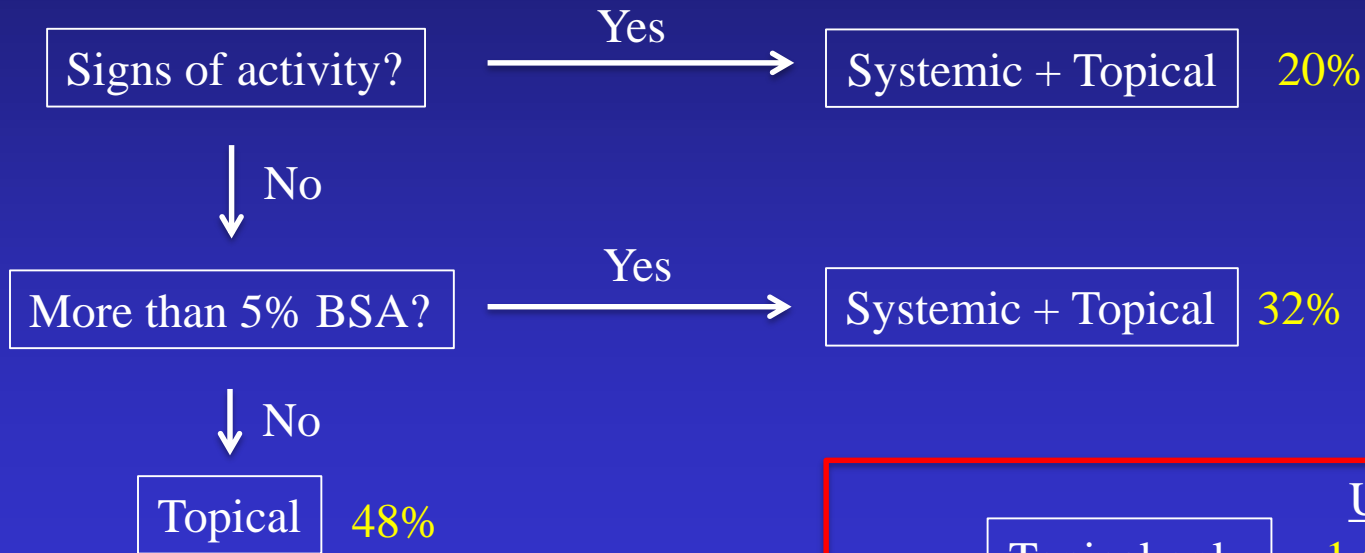 Yes
Signs of activity?
Systemic + Topical 20%
No
Yes
More than 5% BSA?
Systemic + Topical 32%
No
Topical 48%